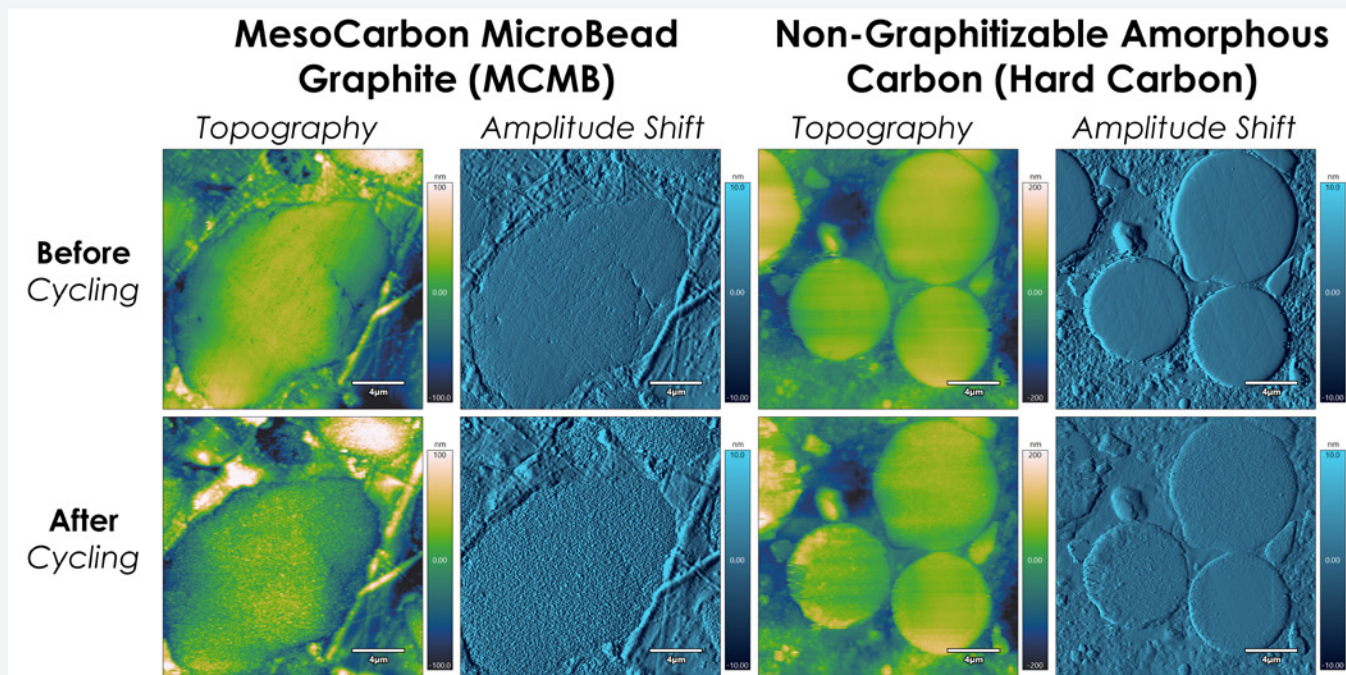 MesoCarbon MicroBead
Graphite (MCMB)
Non-Graphitizable Amorphous
Carbon (Hard Carbon)
Topography
Amplitude Shift
Topography
Amplitude Shift
Before
Cycling
nm
100
0.00
-100.0
4µm
nm
10.0
0.00
-10.00
4µm
nm
200
0.00
-200
4µm
nm
10.0
0.00
-10.00
4µm
After
Cycling
nm
100
0.00
-100.0
4µm
nm
10.0
0.00
-10.00
4µm
nm
200
0.00
-200
4µm
nm
10.0
0.00
-10.00
4µm